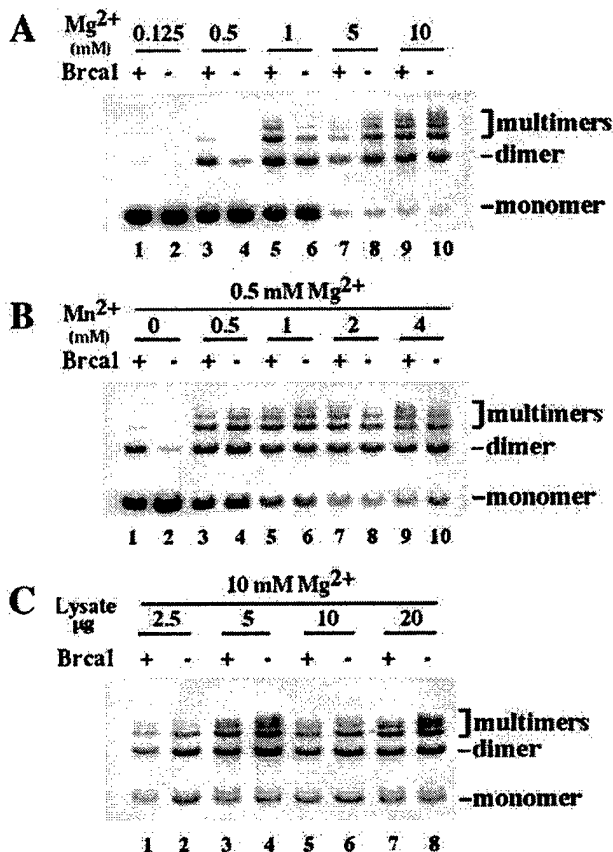 A Mg2+ (mM) 0.125 0.5 1 5 10
Brca1 + - + - + - + - + -
]multimers
-dimer
-monomer
1 2 3 4 5 6 7 8 9 10
0.5 mM Mg2+
B Mn2+ (mM) 0 0.5 1 2 4
Brca1 + - + - + - + - + -
]multimers
-dimer
-monomer
1 2 3 4 5 6 7 8 9 10
10 mM Mg2+
C Lysate µg 2.5 5 10 20
Brca1 + - + - + - + -
]multimers
-dimer
-monomer
1 2 3 4 5 6 7 8